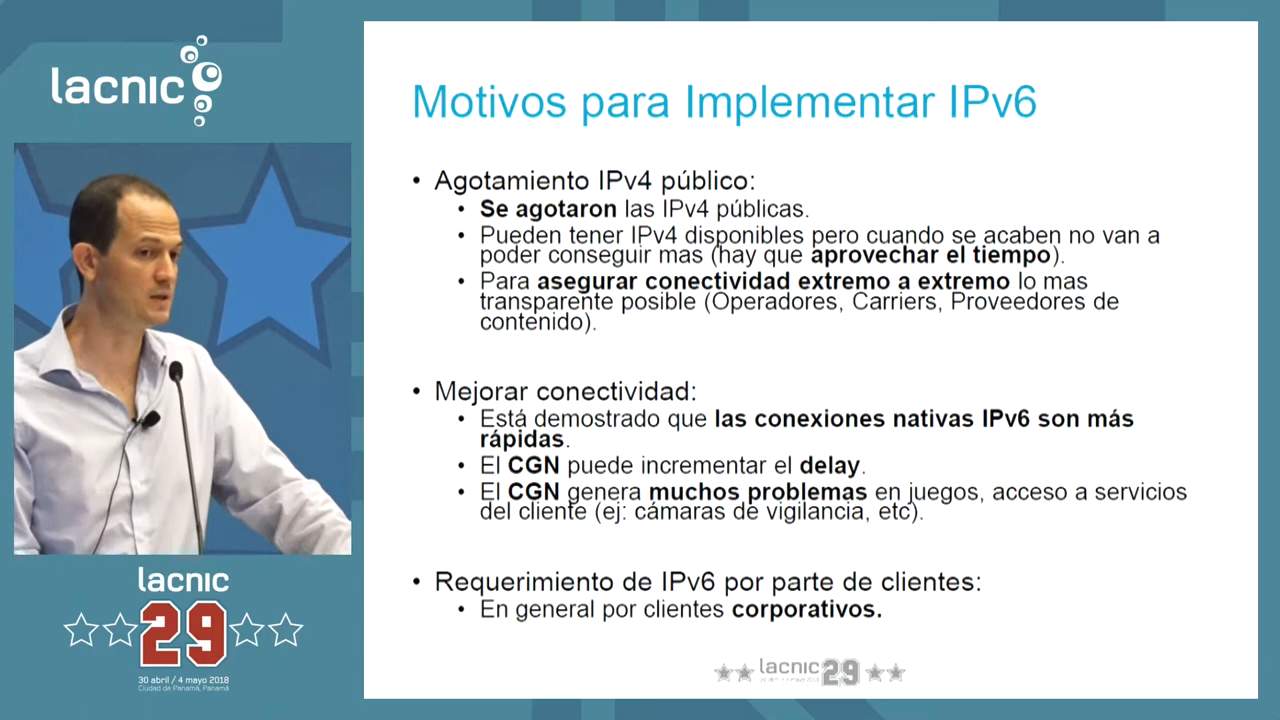 lacnic
Motivos para Implementar IPv6
• Agotamiento IPv4 público:
• Se agotaron las IPv4 públicas.
• Pueden tener IPv4 disponibles pero cuando se acaben no van a
poder conseguir mas (hay que aprovechar el tiempo).
• Para asegurar conectividad extremo a extremo lo mas
transparente posible (Operadores, Carriers, Proveedores de
contenido).
• Mejorar conectividad:
• Está demostrado que las conexiones nativas IPv6 son más
rápidas.
• El CGN puede incrementar el delay.
• El CGN genera muchos problemas en juegos, acceso a servicios
del cliente (ej: cámaras de vigilancia, etc).
• Requerimiento de IPv6 por parte de clientes:
• En general por clientes corporativos.
lacnic
29
30 abril / 4 mayo 2018
Ciudad de Panamá, Panamá
lacnic 29